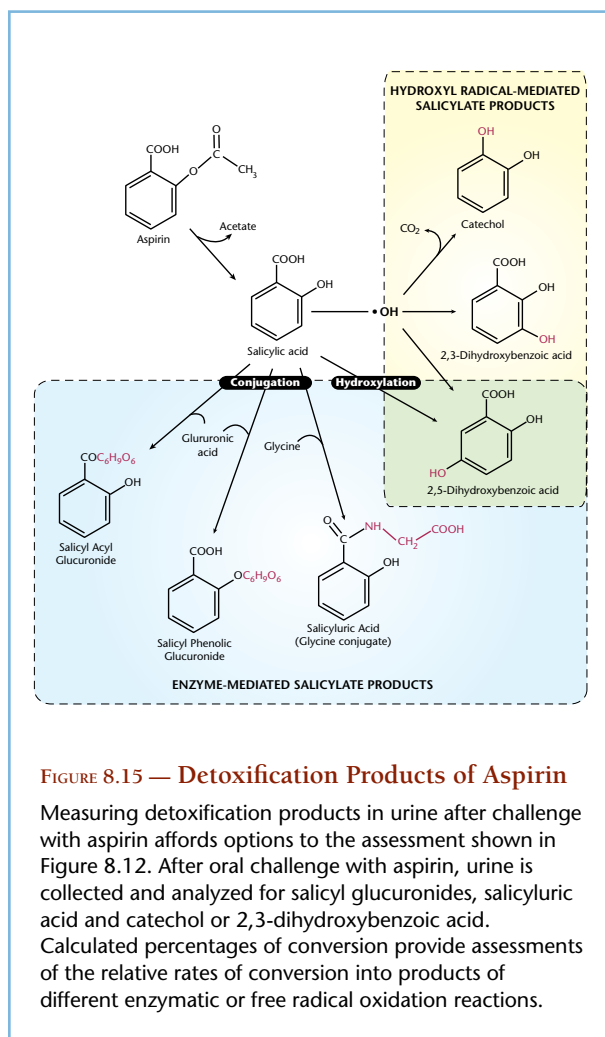 HYDROXYL RADICAL-MEDIATED
SALICYLATE PRODUCTS
COOH
O
C
O
CH₃
Aspirin
Acetate
OH
OH
Catechol
CO₂
COOH
OH
Salicylic acid
• OH
COOH
OH
OH
2,3-Dihydroxybenzoic acid
Conjugation
Hydroxylation
Glururonic
acid
Glycine
COOH
OH
HO
2,5-Dihydroxybenzoic acid
COC₆H₉O₆
OH
Salicyl Acyl
Glucuronide
COOH
OC₆H₉O₆
Salicyl Phenolic
Glucuronide
O
C
NH
CH₂
COOH
OH
Salicyluric Acid
(Glycine conjugate)
ENZYME-MEDIATED SALICYLATE PRODUCTS
FIGURE 8.15 — Detoxification Products of Aspirin
Measuring detoxification products in urine after challenge
with aspirin affords options to the assessment shown in
Figure 8.12. After oral challenge with aspirin, urine is
collected and analyzed for salicyl glucuronides, salicyluric
acid and catechol or 2,3-dihydroxybenzoic acid.
Calculated percentages of conversion provide assessments
of the relative rates of conversion into products of
different enzymatic or free radical oxidation reactions.